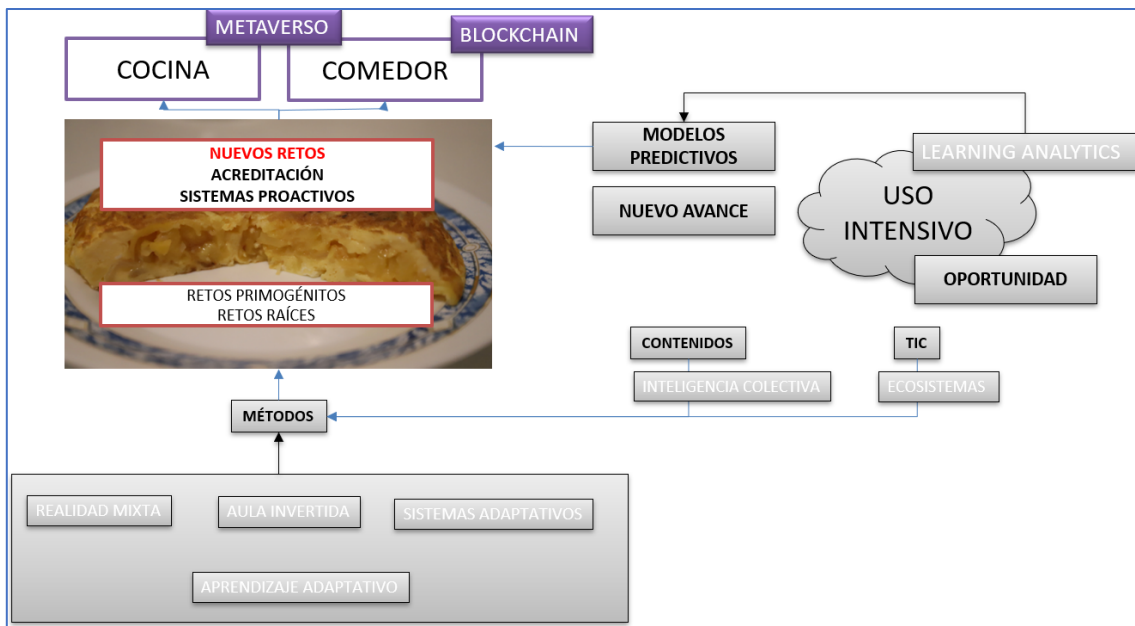 METAVERSO
BLOCKCHAIN
COCINA
COMEDOR
NUEVOS RETOS
ACREDITACIÓN
SISTEMAS PROACTIVOS
RETOS PRIMOGÉNITOS
RETOS RAÍCES
MODELOS
PREDICTIVOS
NUEVO AVANCE
LEARNING ANALYTICS
USO
INTENSIVO
OPORTUNIDAD
CONTENIDOS
TIC
INTELIGENCIA COLECTIVA
ECOSISTEMAS
MÉTODOS
REALIDAD MIXTA
AULA INVERTIDA
SISTEMAS ADAPTATIVOS
APRENDIZAJE ADAPTATIVO